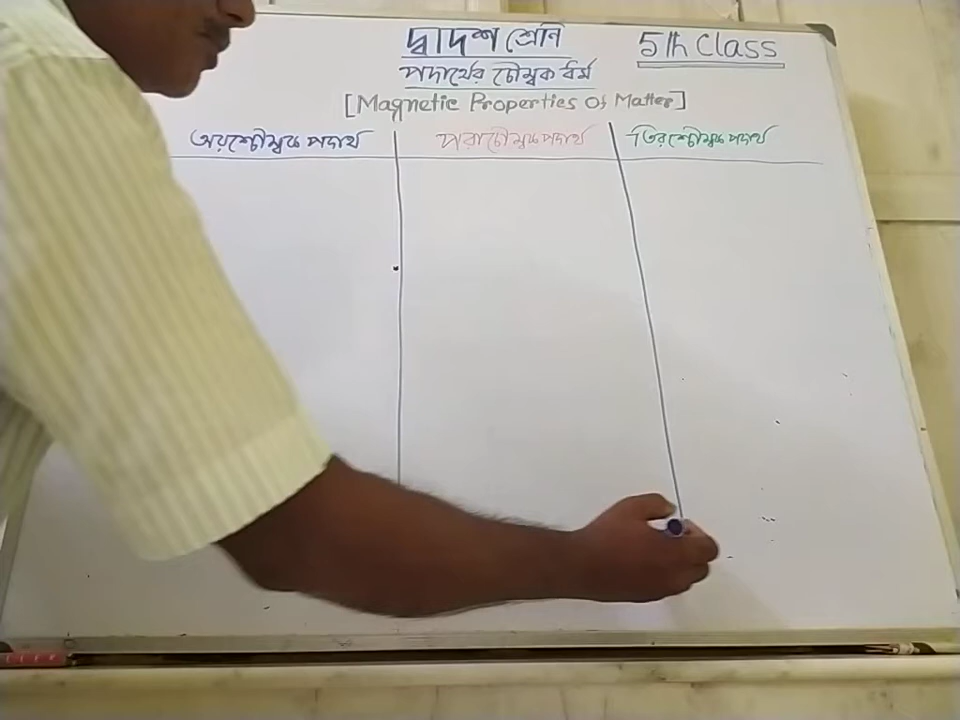 দ্বাদশ শ্রেণি
5th Class
পদার্থের চৌম্বক ধর্ম
[Magnetic Properties Of Matter]
অয়শ্চৌম্বক পদার্থ
পরাচৌম্বক পদার্থ
তিরশ্চৌম্বক পদার্থ